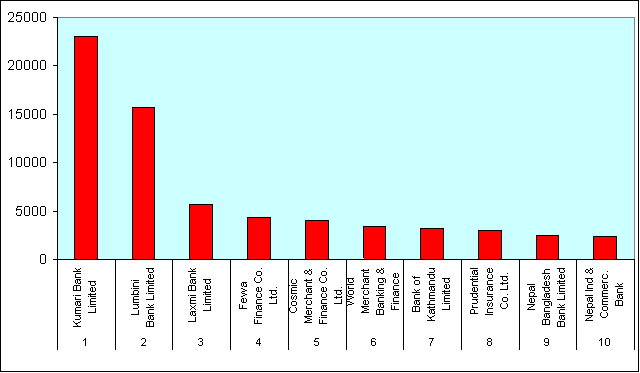 25000
20000
15000
10000
5000
0
Kumari Bank
Limited
Lumbini
Bank Limited
Laxmi Bank
Limited
Fewa
Finance Co.
Ltd.
Cosmic
Merchant &
Finance Co.
Ltd.
World
Merchant
Banking &
Finance
Bank of
Kathmandu
Limited
Prudential
Insurance
Co. Ltd.
Nepal
Bangladesh
Bank Limited
Nepal Ind &
Commerc.
Bank
1
2
3
4
5
6
7
8
9
10